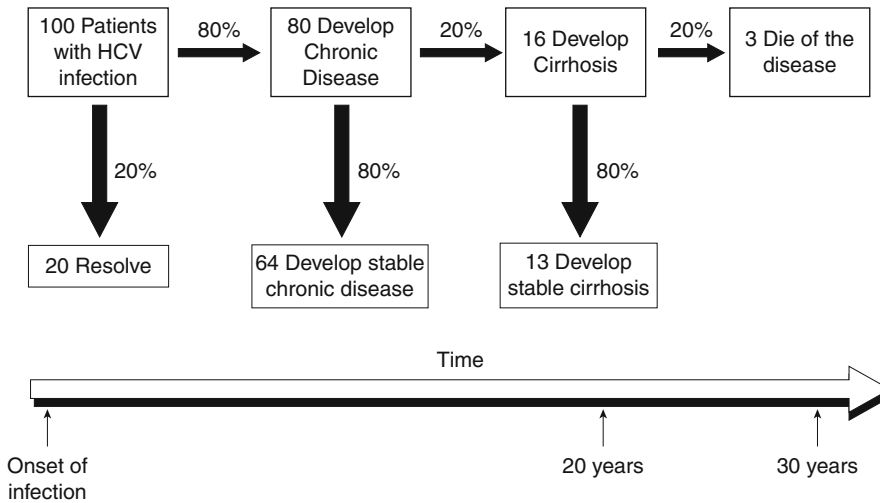 100 Patients
with HCV
infection
80%
80 Develop
Chronic
Disease
20%
16 Develop
Cirrhosis
20%
3 Die of the
disease
20%
80%
80%
20 Resolve
64 Develop stable
chronic disease
13 Develop
stable cirrhosis
Time
Onset of
infection
20 years
30 years